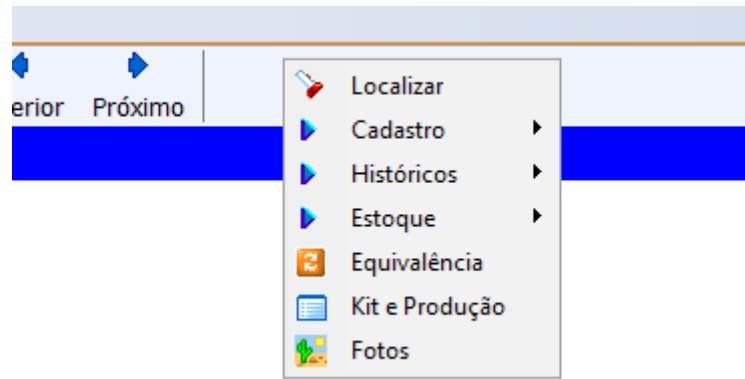 erior Próximo
Localizar
Cadastro
Históricos
Estoque
Equivalência
Kit e Produção
Fotos